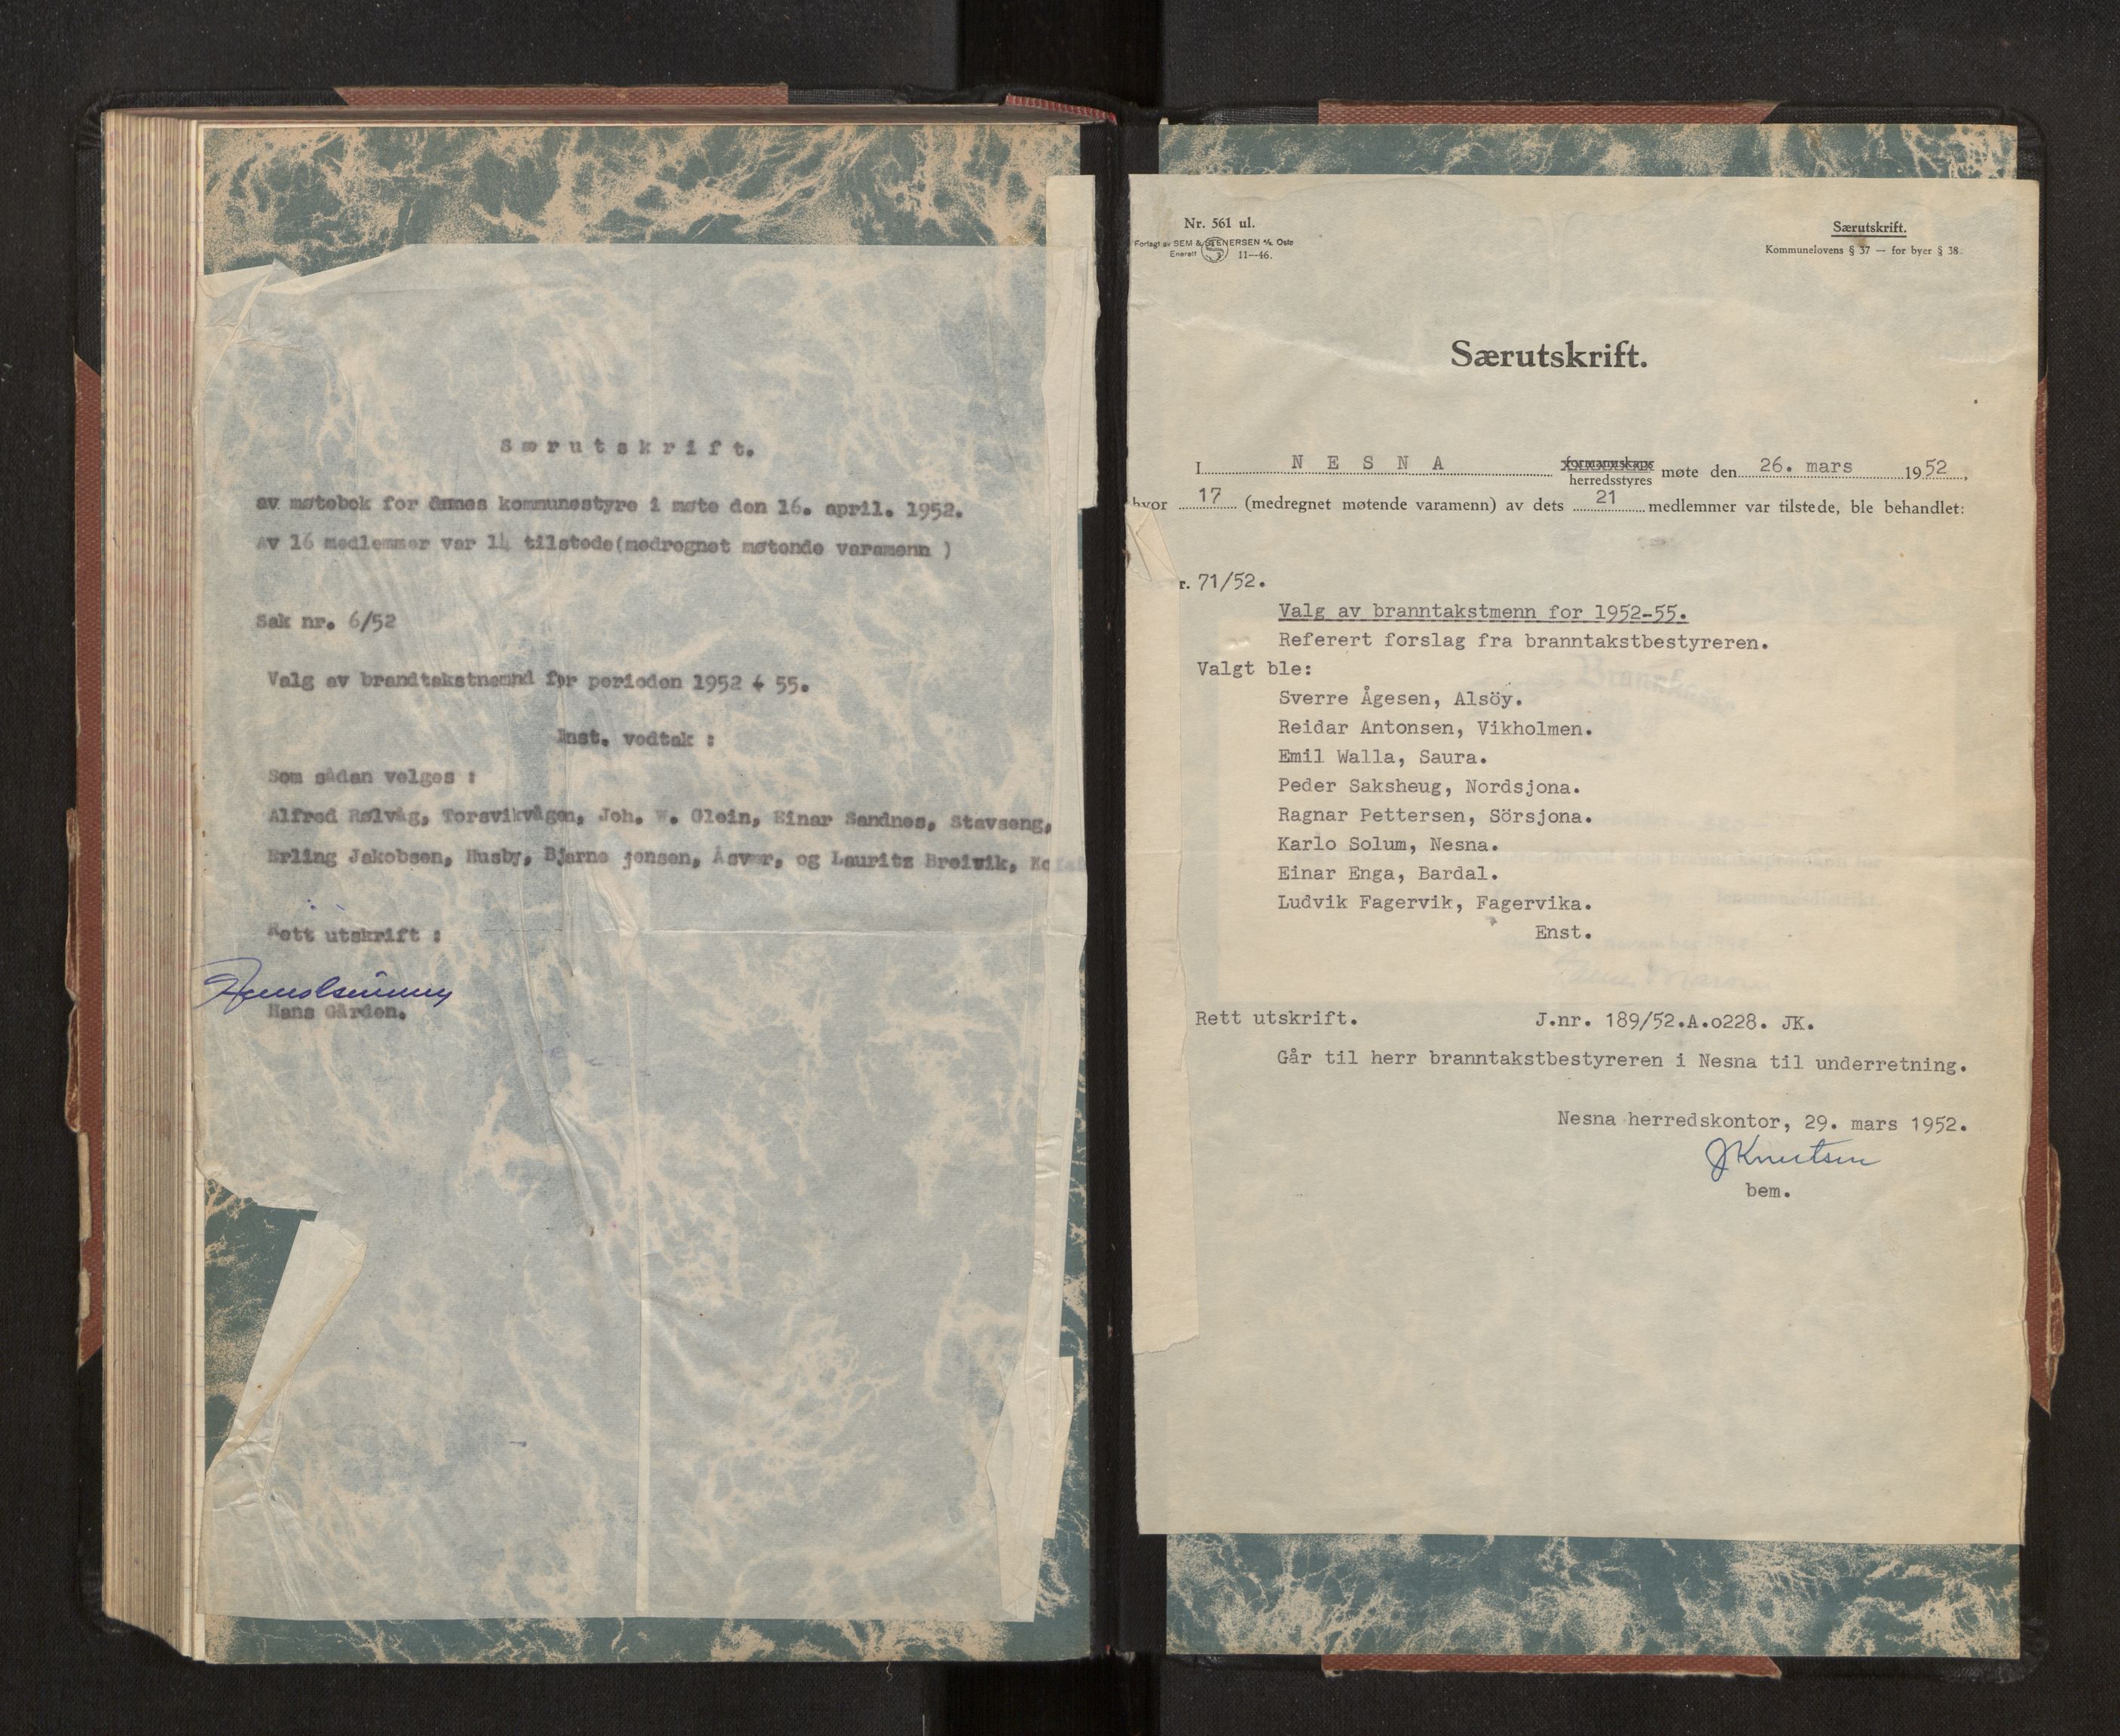 S æ r u t s k r i f t.
av møtebok for Ønnes kommunestyre i møte den 16. april. 1952.
Av 16 medlemmer var 14 tilstede(medregnet møtende varamenn )
Sak nr. 6/52
Valg av brandtakstnemnd for perioden 1952 - 55.
Enst. vedtak :
Som sådan velges :
Alfred Rølvåg, Torsvikvågen, Joh. W. Glein, Einar Sandnes, Stavseng,
Erling Jakobsen, Husby, Bjarne jensen, Åsvær, og Lauritz Breivik,
Rett utskrift :
Hans Gården.
Nr. 561 ul.
Forlagt av SEM & STENERSEN A/S, Oslo
Enerett S 11—46.
Særutskrift.
Kommunelovens § 37 — for byer § 38.
Særutskrift.
I N E S N A formannskaps
herredsstyres møte den 26. mars 1952,
hvor 17 (medregnet møtende varamenn) av dets 21 medlemmer var tilstede, ble behandlet:
r. 71/52.
Valg av branntakstmenn for 1952-55.
Referert forslag fra branntakstbestyreren.
Valgt ble:
Sverre Ågesen, Alsöy.
Reidar Antonsen, Vikholmen.
Emil Walla, Saura.
Peder Saksheug, Nordsjona.
Ragnar Pettersen, Sörsjona.
Karlo Solum, Nesna.
Einar Enga, Bardal.
Ludvik Fagervik, Fagervika.
Enst.
Rett utskrift. J.nr. 189/52.A.o228. JK.
Går til herr branntakstbestyreren i Nesna til underretning.
Nesna herredskontor, 29. mars 1952.
JKnutsen
bem.